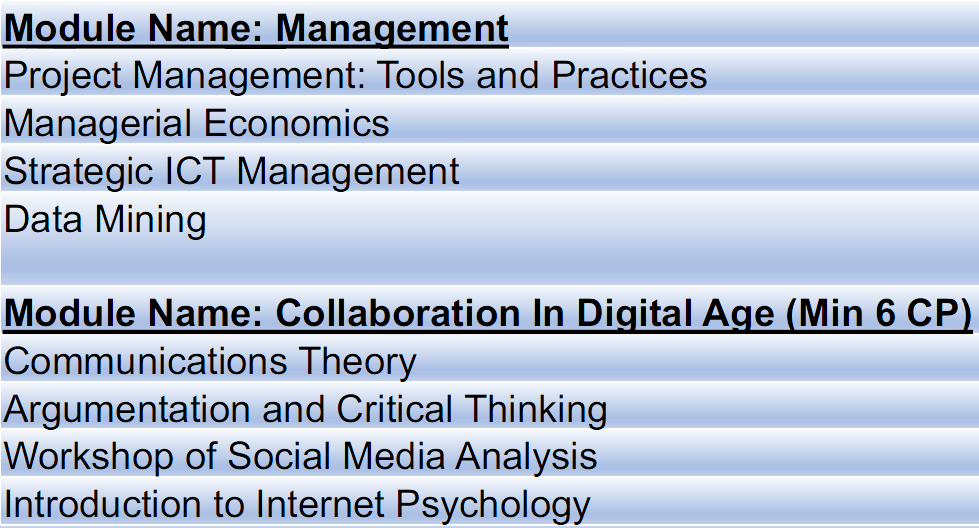 Module Name: Management
Project Management: Tools and Practices
Managerial Economics
Strategic ICT Management
Data Mining
Module Name: Collaboration In Digital Age (Min 6 CP)
Communications Theory
Argumentation and Critical Thinking
Workshop of Social Media Analysis
Introduction to Internet Psychology